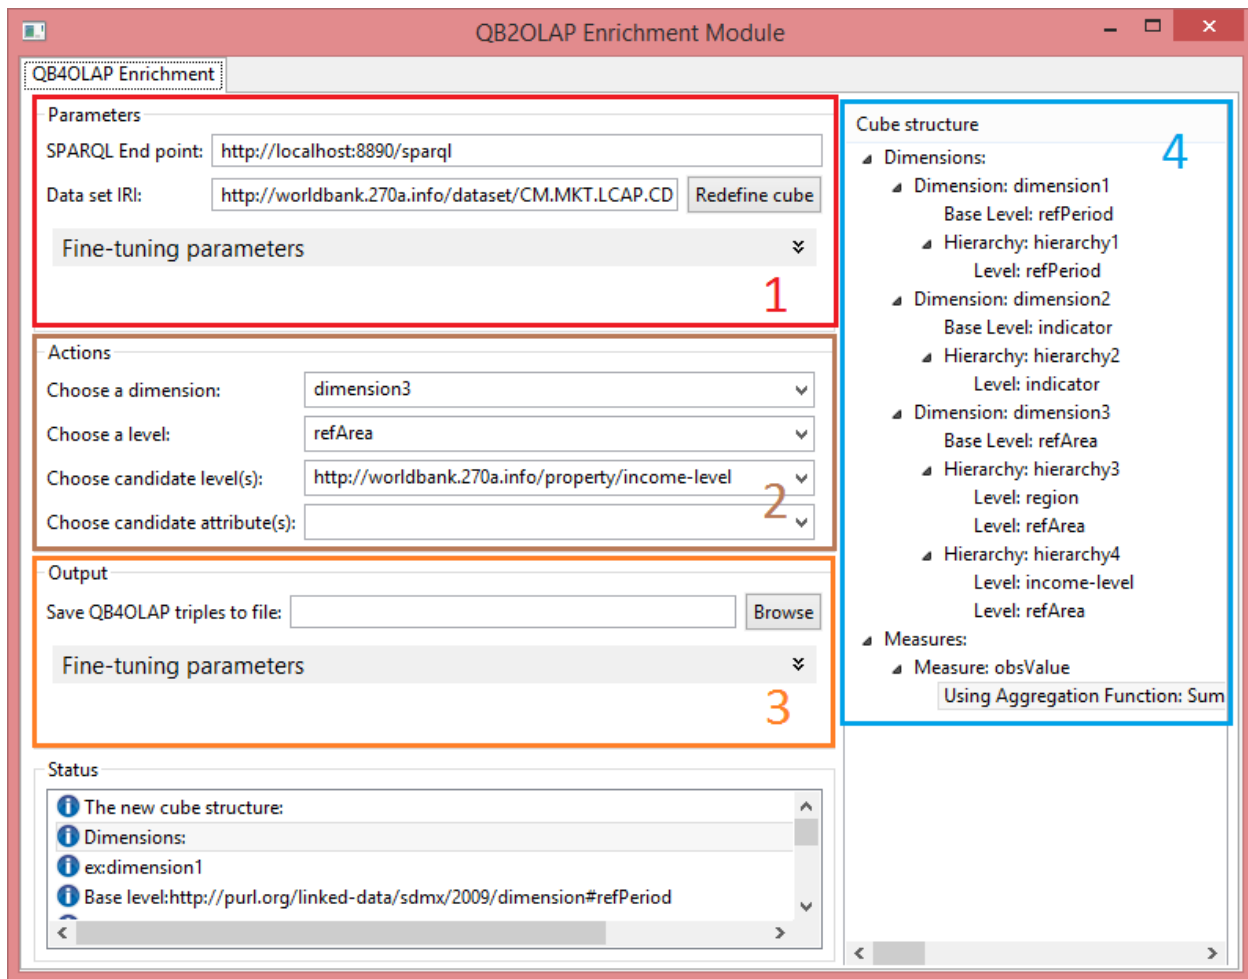 QB2OLAP Enrichment Module
QB4OLAP Enrichment
Parameters
SPARQL End point: http://localhost:8890/sparql
Data set IRI: http://worldbank.270a.info/dataset/CM.MKT.LCAP.CD Redefine cube
Fine-tuning parameters
1
Actions
Choose a dimension: dimension3
Choose a level: refArea
Choose candidate level(s): http://worldbank.270a.info/property/income-level
Choose candidate attribute(s):
2
Output
Save QB4OLAP triples to file: Browse
Fine-tuning parameters
3
Status
The new cube structure:
Dimensions:
ex:dimension1
Base level:http://purl.org/linked-data/sdmx/2009/dimension#refPeriod
Cube structure
4
Dimensions:
Dimension: dimension1
Base Level: refPeriod
Hierarchy: hierarchy1
Level: refPeriod
Dimension: dimension2
Base Level: indicator
Hierarchy: hierarchy2
Level: indicator
Dimension: dimension3
Base Level: refArea
Hierarchy: hierarchy3
Level: region
Level: refArea
Hierarchy: hierarchy4
Level: income-level
Level: refArea
Measures:
Measure: obsValue
Using Aggregation Function: Sum